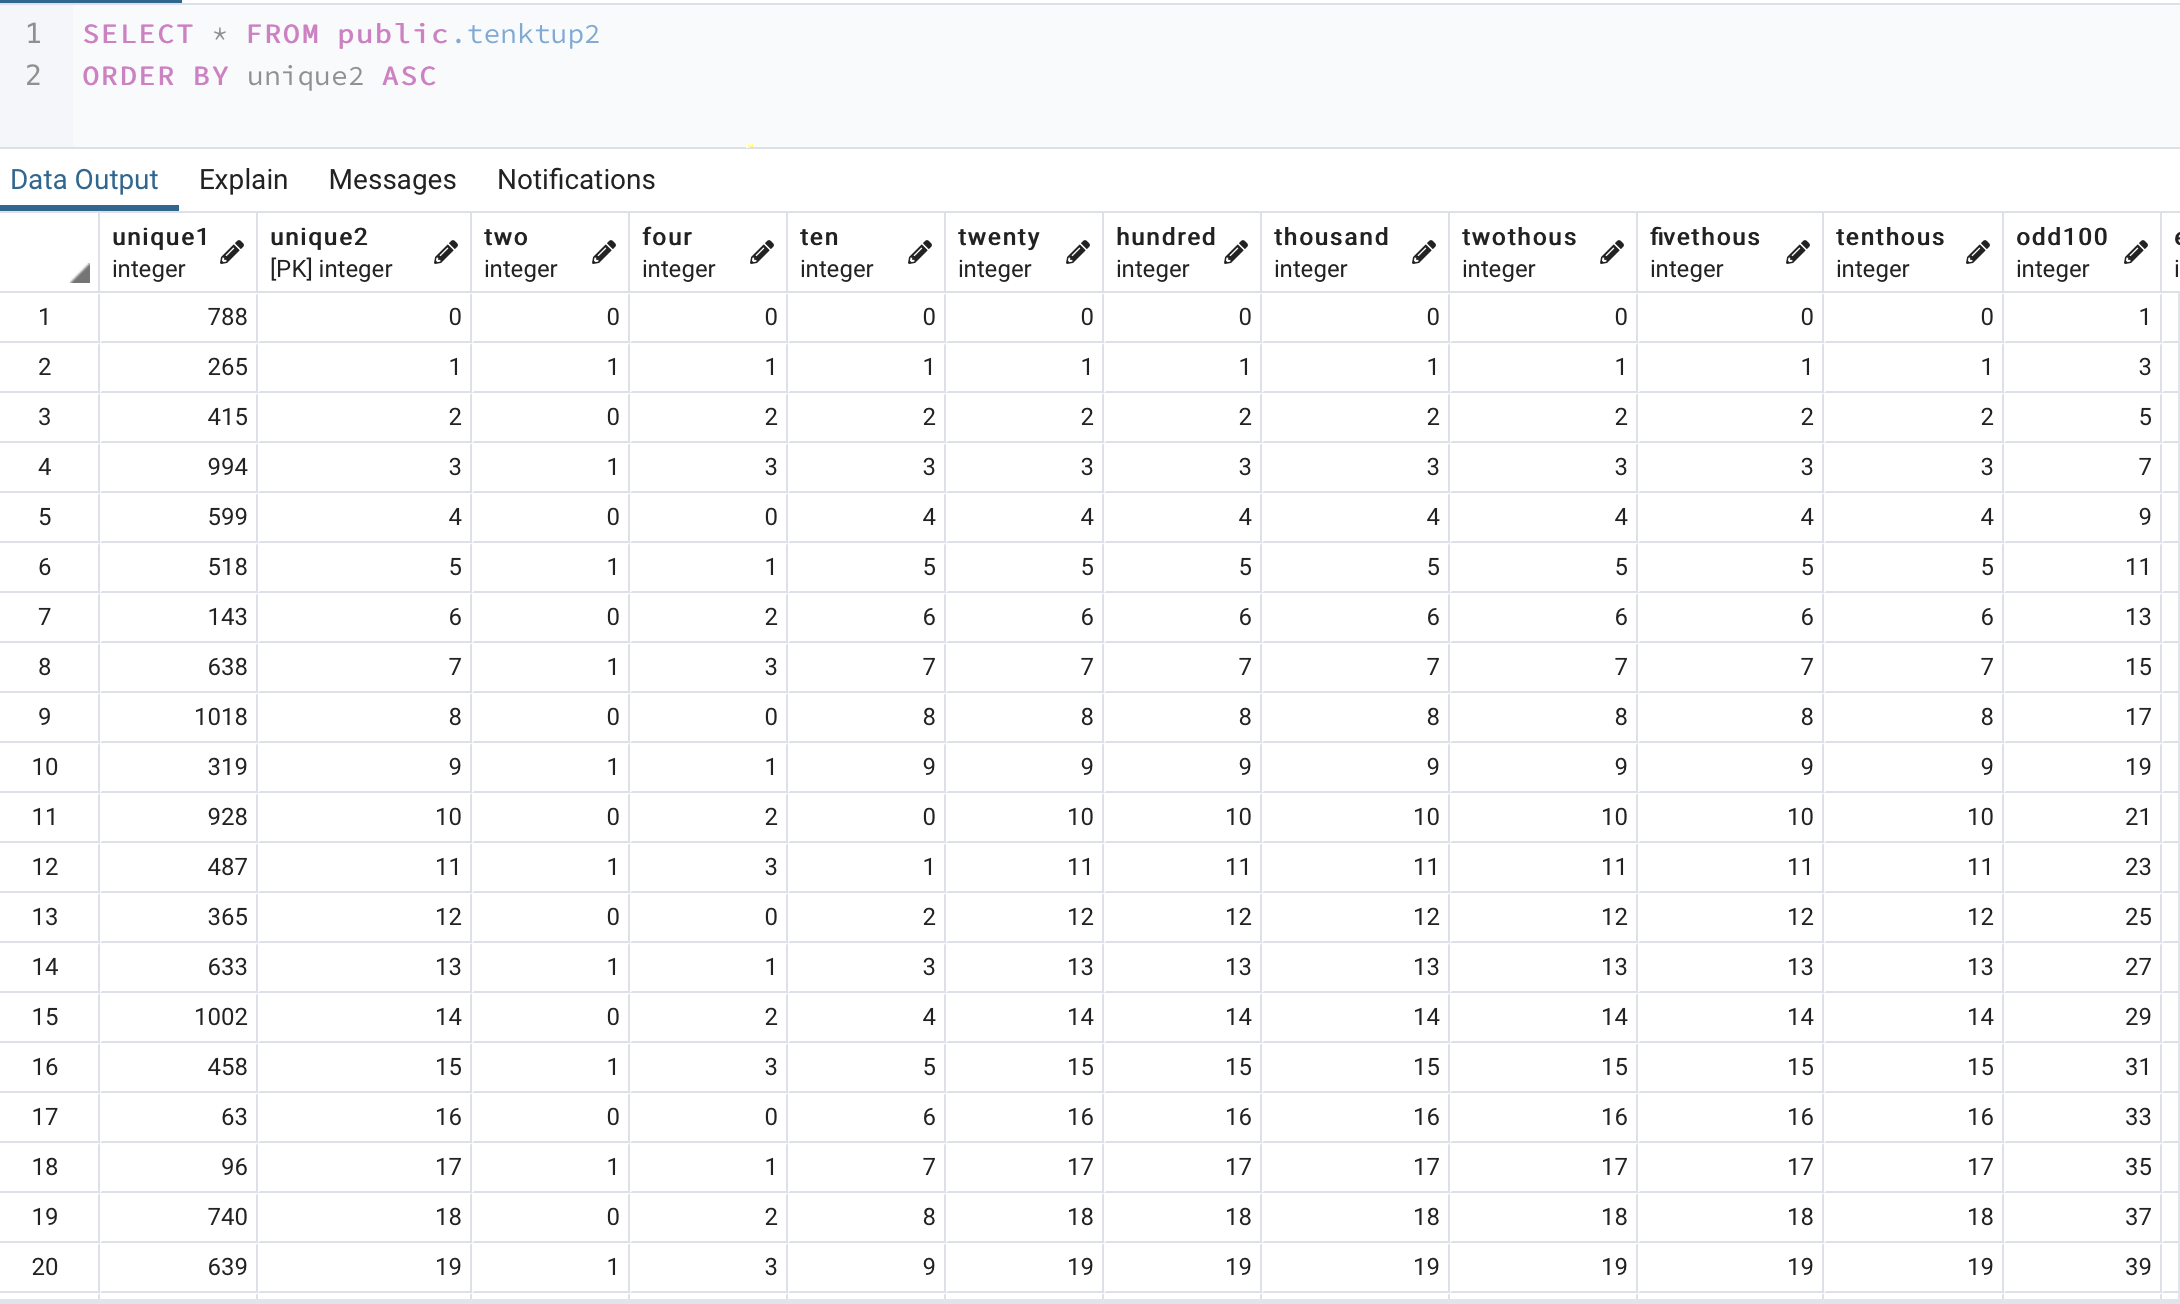 1 SELECT * FROM public.tenktup2
2 ORDER BY unique2 ASC
Data Output Explain Messages Notifications
unique1 unique2 two four ten twenty hundred thousand twothous fivethous tenthous odd100
integer [PK] integer integer integer integer integer integer integer integer integer integer integer
1 788 0 0 0 0 0 0 0 0 0 0 1
2 265 1 1 1 1 1 1 1 1 1 1 3
3 415 2 0 2 2 2 2 2 2 2 2 5
4 994 3 1 3 3 3 3 3 3 3 3 7
5 599 4 0 0 4 4 4 4 4 4 4 9
6 518 5 1 1 5 5 5 5 5 5 5 11
7 143 6 0 2 6 6 6 6 6 6 6 13
8 638 7 1 3 7 7 7 7 7 7 7 15
9 1018 8 0 0 8 8 8 8 8 8 8 17
10 319 9 1 1 9 9 9 9 9 9 9 19
11 928 10 0 2 0 10 10 10 10 10 10 21
12 487 11 1 3 1 11 11 11 11 11 11 23
13 365 12 0 0 2 12 12 12 12 12 12 25
14 633 13 1 1 3 13 13 13 13 13 13 27
15 1002 14 0 2 4 14 14 14 14 14 14 29
16 458 15 1 3 5 15 15 15 15 15 15 31
17 63 16 0 0 6 16 16 16 16 16 16 33
18 96 17 1 1 7 17 17 17 17 17 17 35
19 740 18 0 2 8 18 18 18 18 18 18 37
20 639 19 1 3 9 19 19 19 19 19 19 39